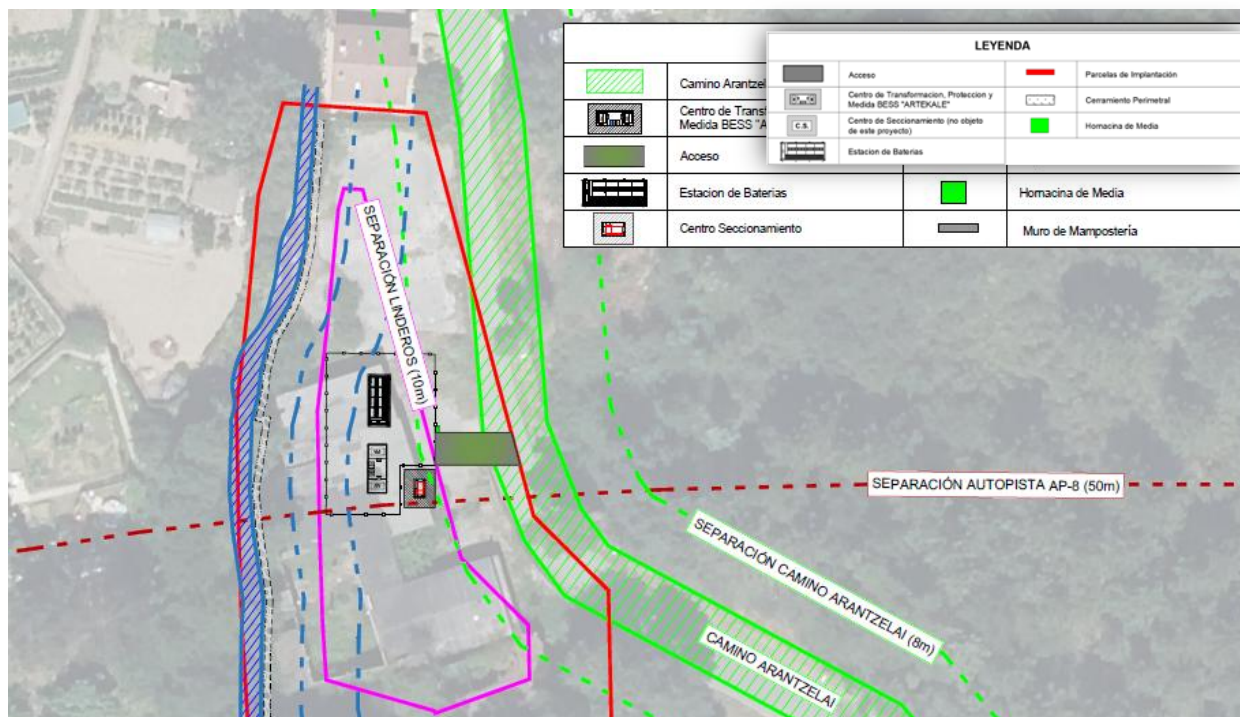 LEYENDA
Acceso
Parcelas de Implantación
Centro de Transformacion, Proteccion y
Medida BESS "ARTEKALE"
Cerramiento Perimetral
C.S.
Centro de Seccionamiento (no objeto
de este proyecto)
Hornacina de Media
Estacion de Baterias
Camino Arantzel
Centro de Transf
Medida BESS "A
Acceso
Estacion de Baterias
Hornacina de Media
Centro Seccionamiento
Muro de Mampostería
SEPARACIÓN LINDEROS (10m)
SEPARACIÓN AUTOPISTA AP-8 (50m)
SEPARACIÓN CAMINO ARANTZELAI (8m)
CAMINO ARANTZELAI